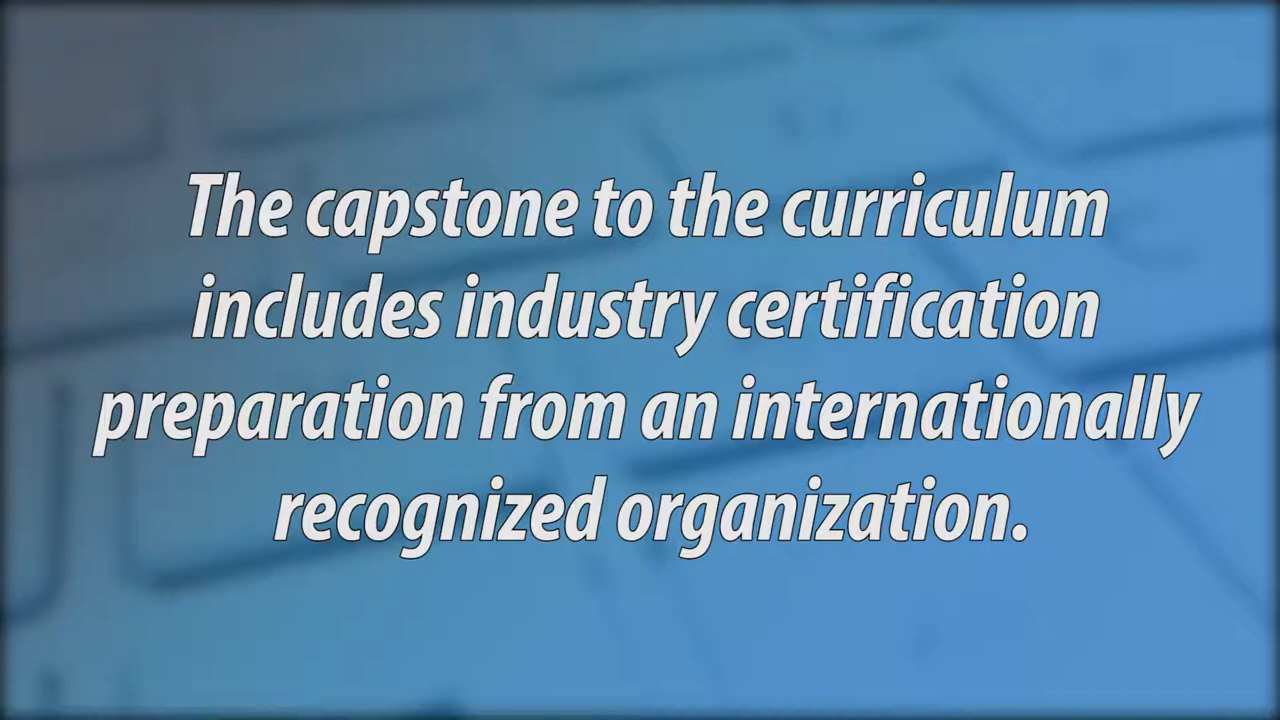 The capstone to the curriculum
includes industry certification
preparation from an internationally
recognized organization.